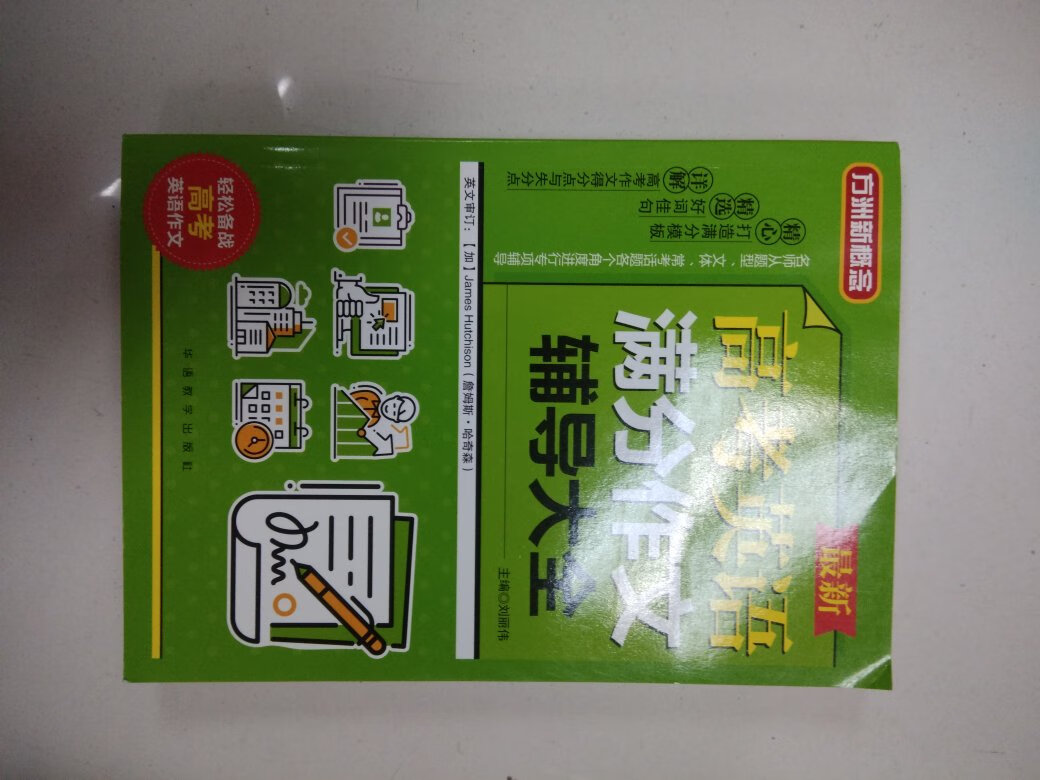 方洲新概念
名师从题型、文体、常考话题各个角度进行专项辅导
精心打造满分模板
精选好词佳句
详解高考作文得分点与失分点
最新
高考英语
满分作文
辅导大全
主编◎刘丽伟
英文审订：【加】James Hutchison（詹姆斯·哈奇森）
轻松备战
高考
英语作文
华语教学出版社